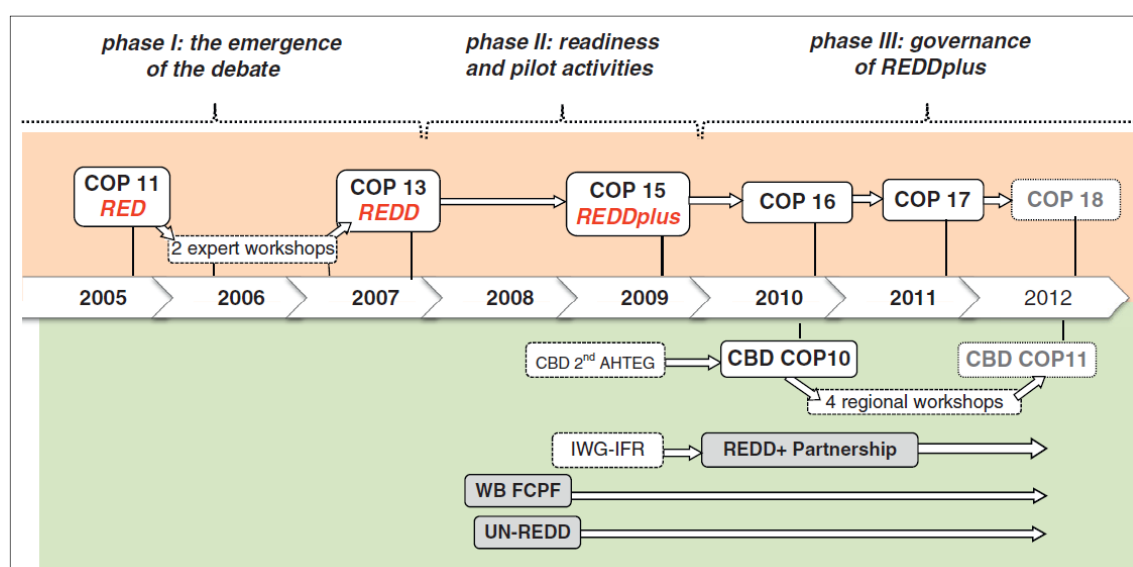 phase I: the emergence
of the debate
phase II: readiness
and pilot activities
phase III: governance
of REDDplus
COP 11
RED
COP 13
REDD
COP 15
REDDplus
COP 16
COP 17
COP 18
2 expert workshops
2005
2006
2007
2008
2009
2010
2011
2012
CBD 2nd AHTEG
CBD COP10
CBD COP11
4 regional workshops
IWG-IFR
REDD+ Partnership
WB FCPF
UN-REDD